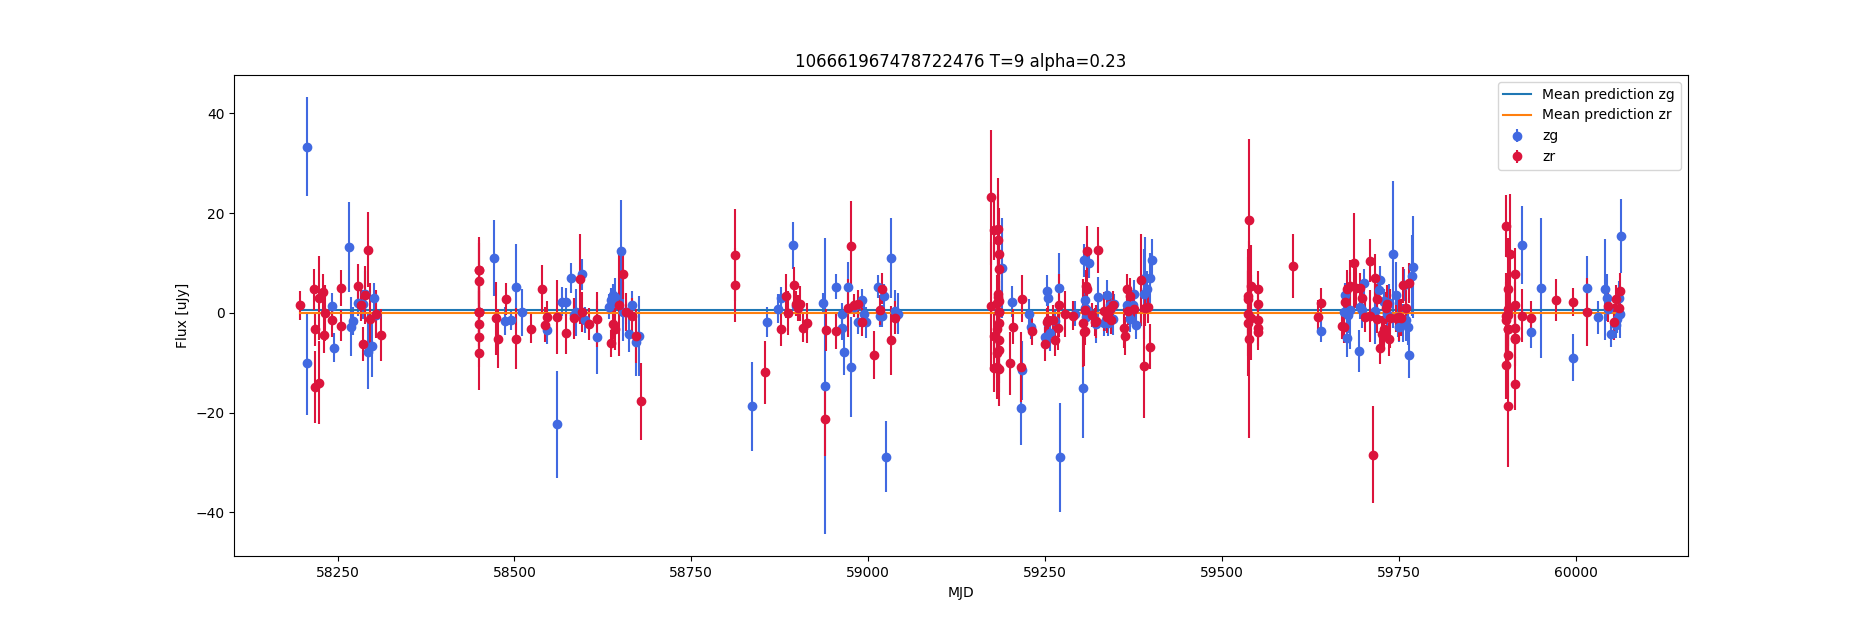 106661967478722476 T=9 alpha=0.23
Mean prediction zg
Mean prediction zr
zg
zr
40
20
0
−20
−40
Flux [uJy]
58250 58500 58750 59000 59250 59500 59750 60000
MJD